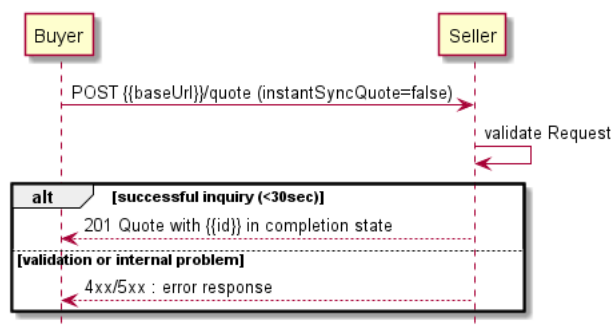 Buyer
Seller
POST {{baseUrl}}/quote (instantSyncQuote=false)
validate Request
alt
[successful inquiry (<30sec)]
201 Quote with {{id}} in completion state
[validation or internal problem]
4xx/5xx : error response